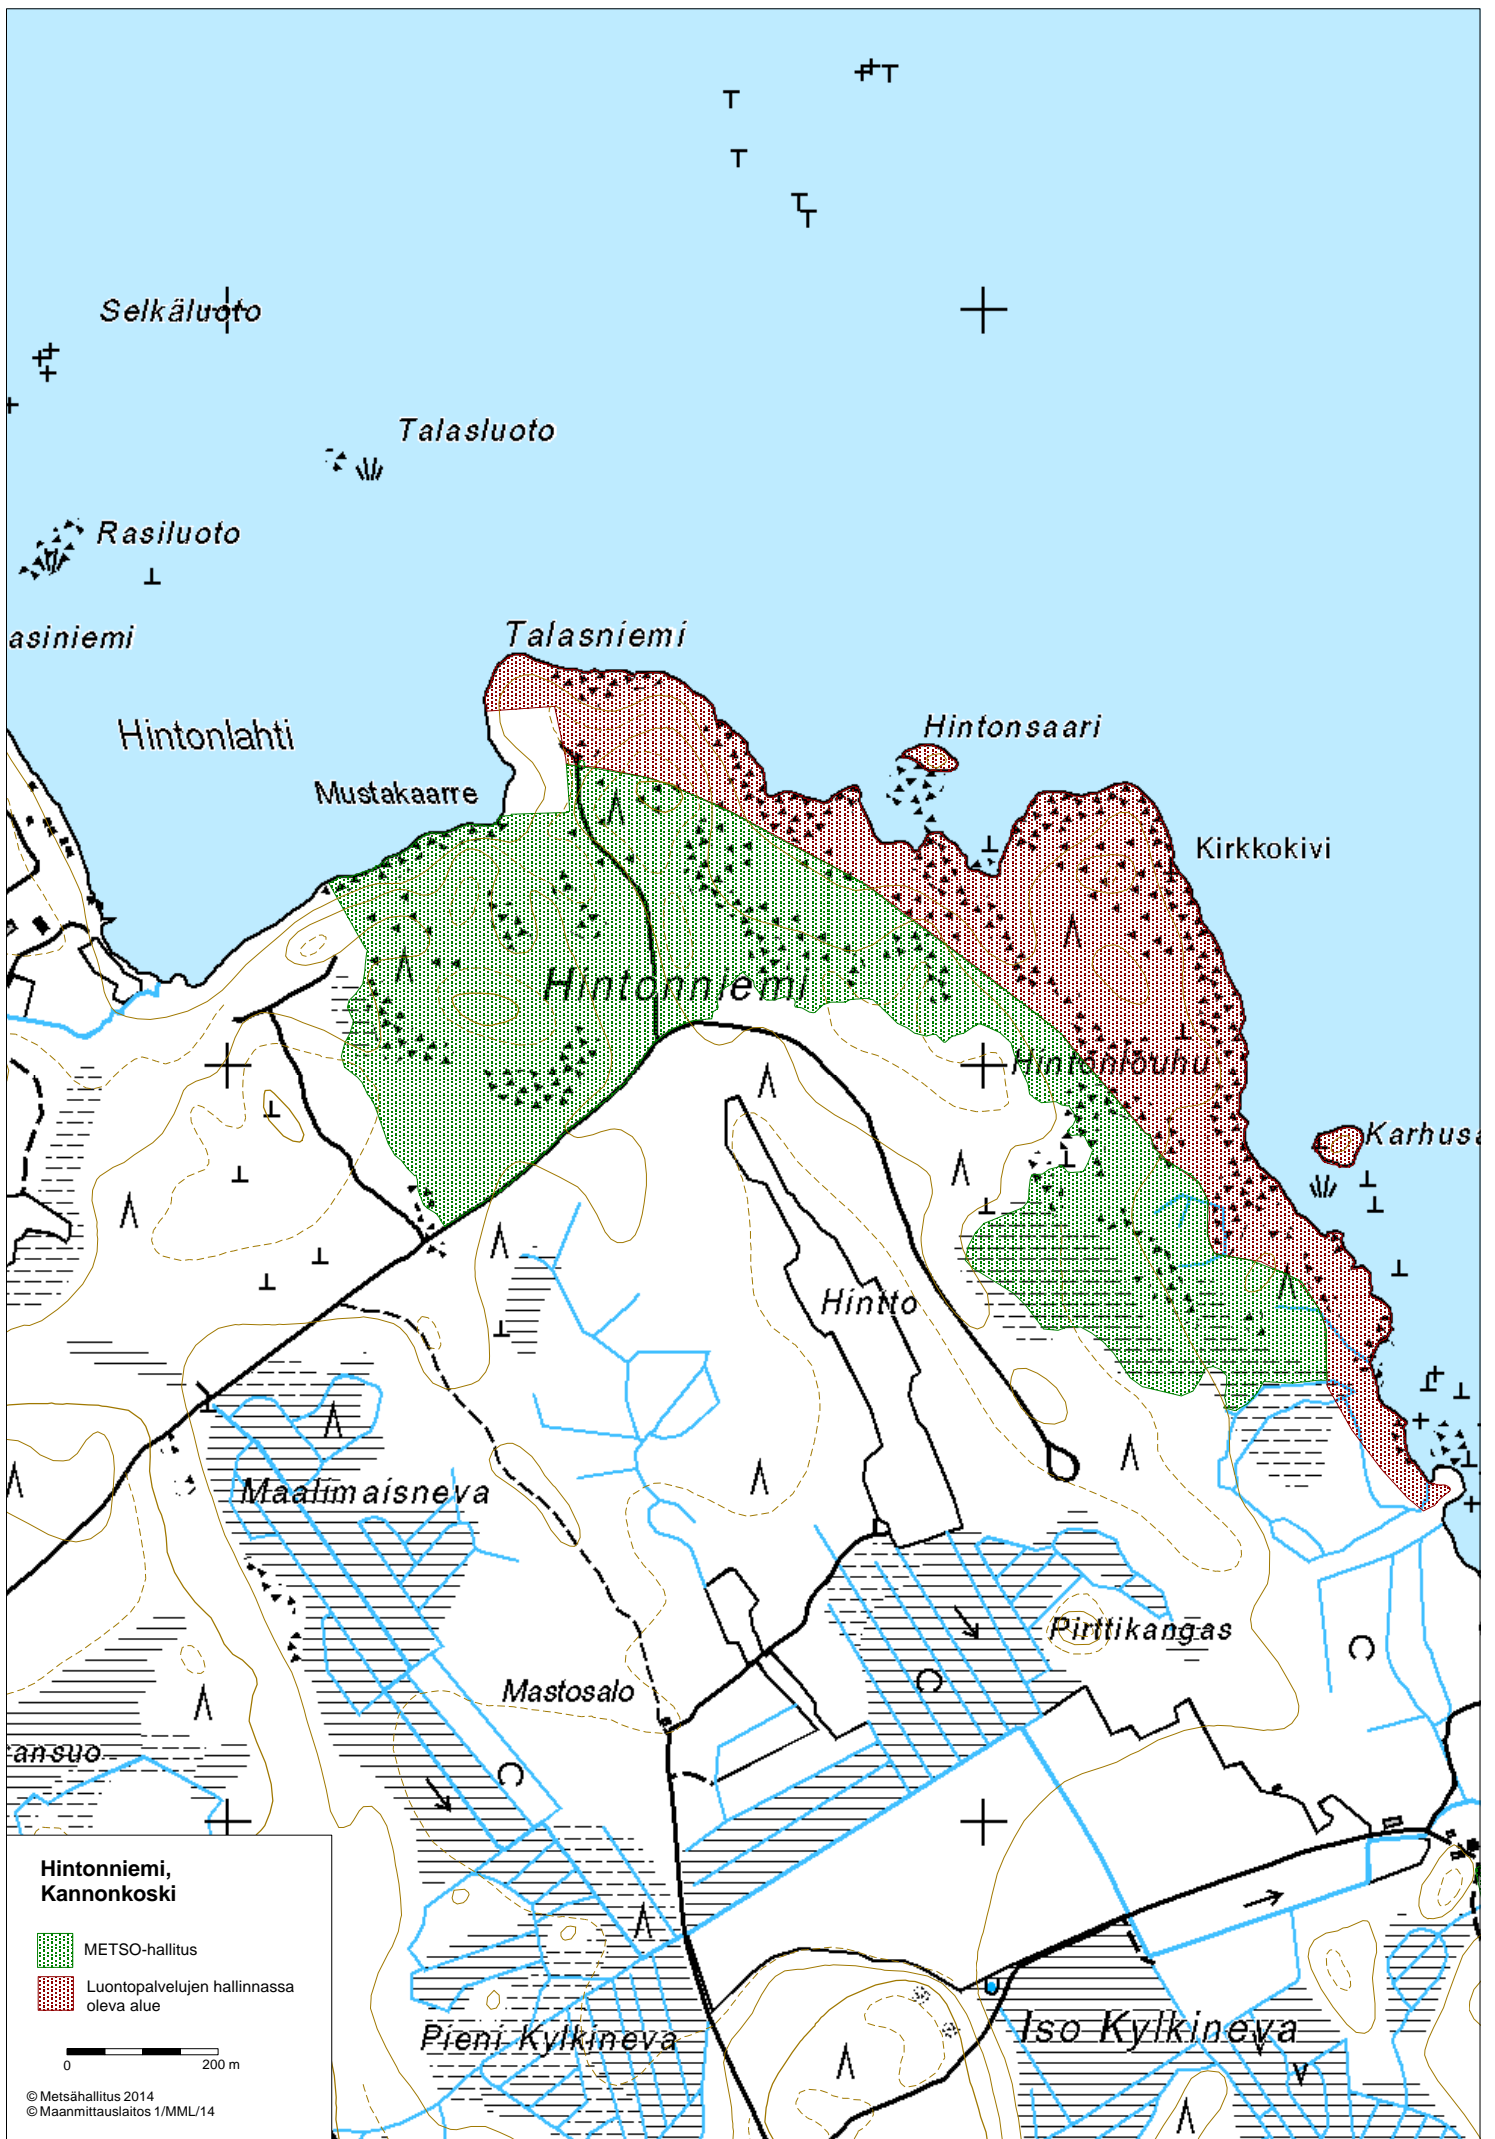 Selkäluoto
Talasluoto
Rasiluoto
asiniemi
Talasniemi
Hintonlahti
Hintonsaari
Mustakaarre
Kirkkokivi
Hintonniemi
Hintonlouhu
Karhusa
Hintto
Maalimaisneva
Pirttikangas
Mastosalo
ansuo
Hintonniemi,
Kannonkoski
METSO-hallitus
Luontopalvelujen hallinnassa
oleva alue
0 200 m
© Metsähallitus 2014
© Maanmittauslaitos 1/MML/14
Pieni Kylkineva
Iso Kylkineva